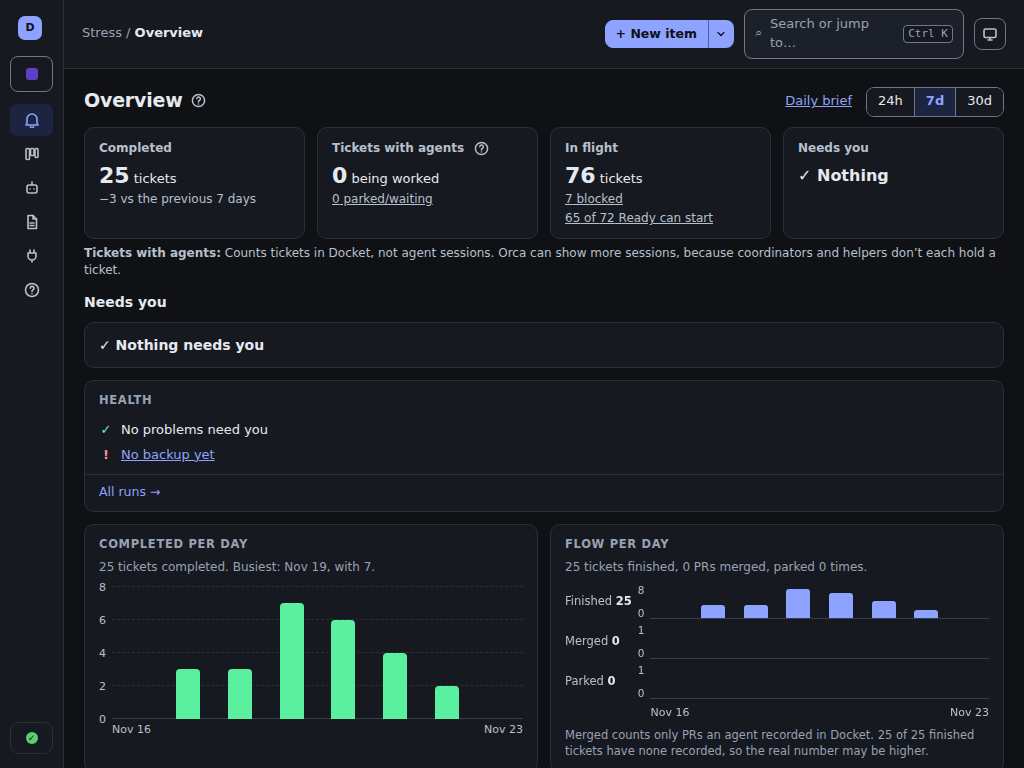 D
Stress / Overview
+ New item
Search or jump to…
Ctrl K
Overview
Daily brief
24h
7d
30d
Completed
25 tickets
−3 vs the previous 7 days
Tickets with agents
0 being worked
0 parked/waiting
In flight
76 tickets
7 blocked
65 of 72 Ready can start
Needs you
✓ Nothing
Tickets with agents: Counts tickets in Docket, not agent sessions. Orca can show more sessions, because coordinators and helpers don’t each hold a
ticket.
Needs you
✓ Nothing needs you
HEALTH
✓ No problems need you
! No backup yet
All runs →
COMPLETED PER DAY
25 tickets completed. Busiest: Nov 19, with 7.
8
6
4
2
0
Nov 16
Nov 23
FLOW PER DAY
25 tickets finished, 0 PRs merged, parked 0 times.
Finished 25
8
0
Merged 0
1
0
Parked 0
1
0
Nov 16
Nov 23
Merged counts only PRs an agent recorded in Docket. 25 of 25 finished
tickets have none recorded, so the real number may be higher.